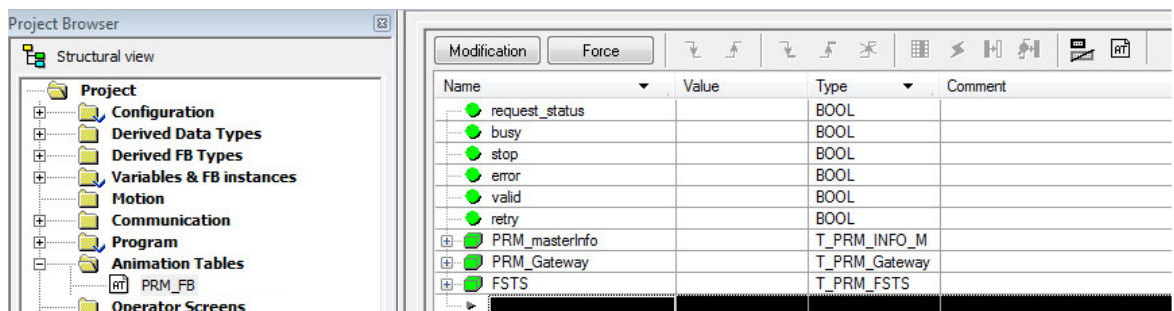 Project Browser
Structural view
Project
Configuration
Derived Data Types
Derived FB Types
Variables & FB instances
Motion
Communication
Program
Animation Tables
PRM_FB
Operator Screens
Modification Force
Name Value Type Comment
request_status BOOL
busy BOOL
stop BOOL
error BOOL
valid BOOL
retry BOOL
PRM_masterInfo T_PRM_INFO_M
PRM_Gateway T_PRM_Gateway
FSTS T_PRM_FSTS